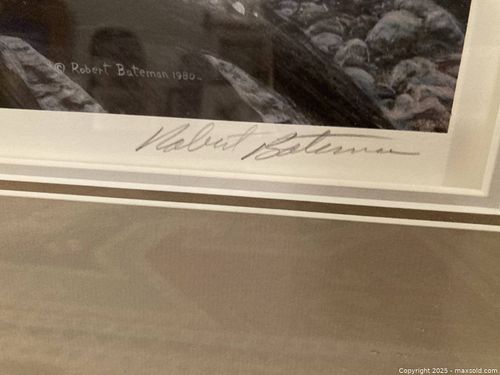 © Robert Bateman 1980
Robert Bateman
Copyright © 2025 - maxsold.com